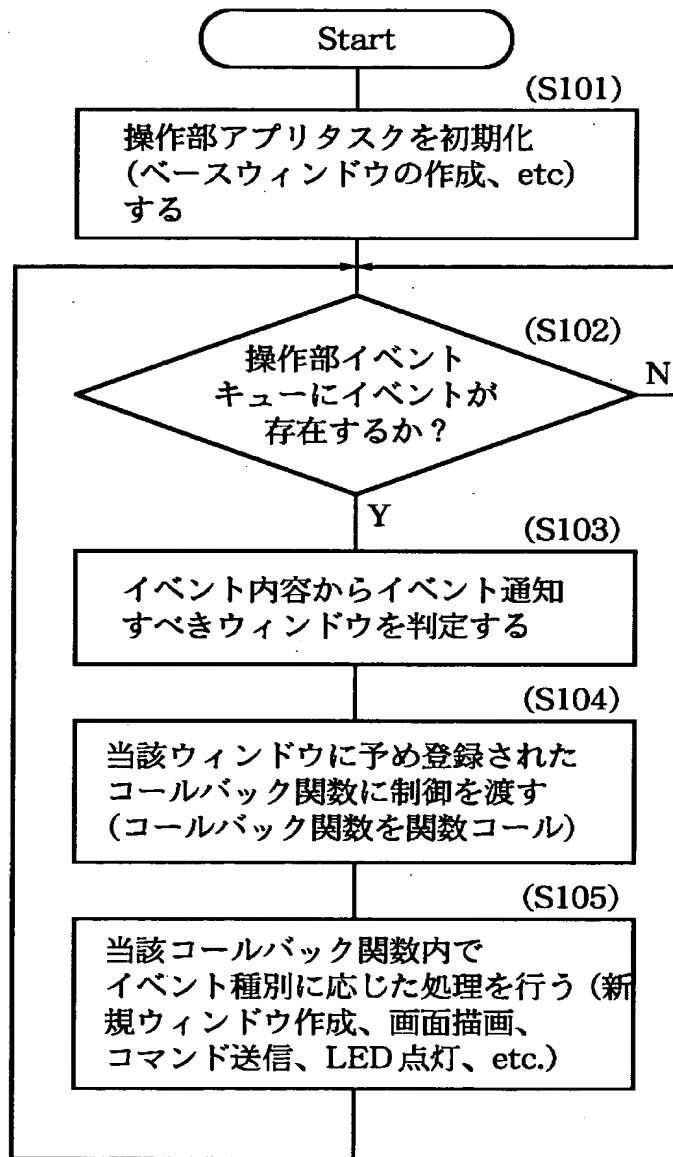 Start
(S101)
操作部アプリタスクを初期化
(ベースウィンドウの作成、etc)
する
(S102)
操作部イベント
キューにイベントが
存在するか？
N
Y
(S103)
イベント内容からイベント通知
すべきウィンドウを判定する
(S104)
当該ウィンドウに予め登録された
コールバック関数に制御を渡す
(コールバック関数を関数コール)
(S105)
当該コールバック関数内で
イベント種別に応じた処理を行う (新
規ウィンドウ作成、画面描画、
コマンド送信、LED点灯、etc.)